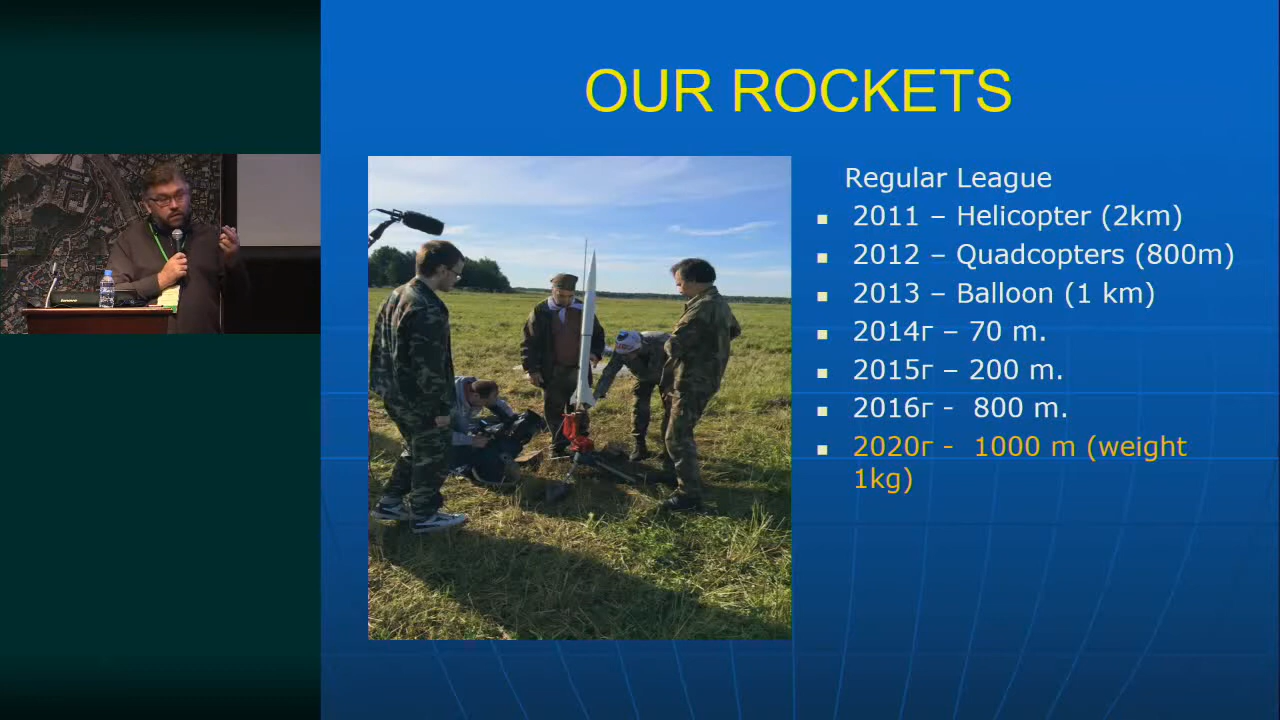 OUR ROCKETS
Regular League
2011 – Helicopter (2km)
2012 – Quadcopters (800m)
2013 – Balloon (1 km)
2014г – 70 m.
2015г – 200 m.
2016г - 800 m.
2020г - 1000 m (weight
1kg)